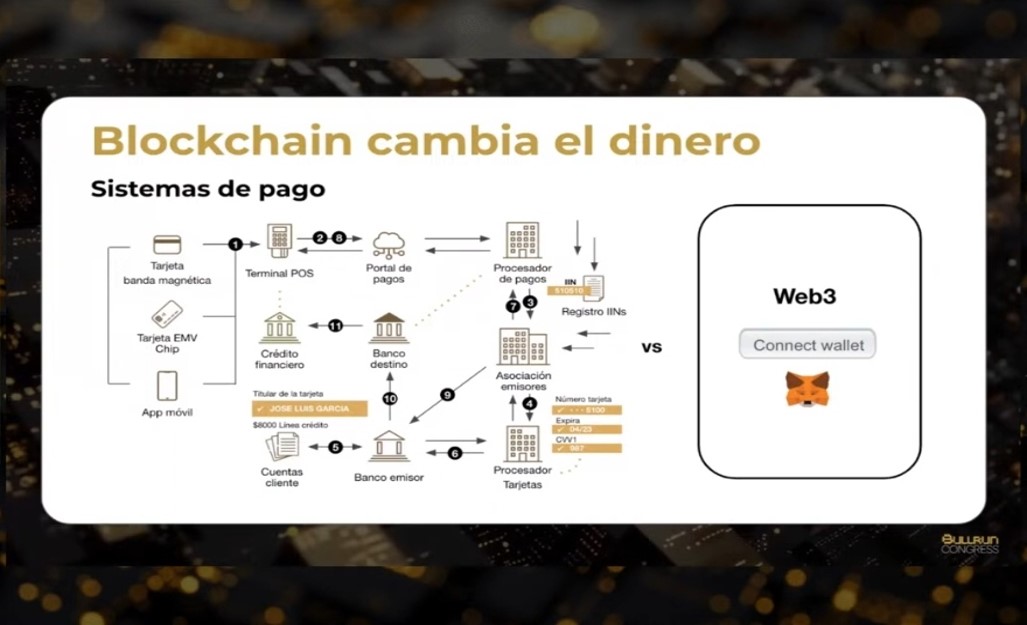 Blockchain cambia el dinero
Sistemas de pago
Tarjeta
banda magnética
1
Terminal POS
2 8
Portal de
pagos
Procesador
de pagos
IIN
510510
Registro IINs
7 3
Tarjeta EMV
Chip
Crédito
financiero
11
Banco
destino
Asociación
emisores
App móvil
Titular de la tarjeta
✓ JOSE LUIS GARCIA
$8000 Línea crédito
10
9
4
Número tarjeta
✓ • • • 5100
Expira
✓ 04/23
CVV1
✓ 987
Cuentas
cliente
5
Banco emisor
6
Procesador
Tarjetas
vs
Web3
Connect wallet
BULLRUN
CONGRESS